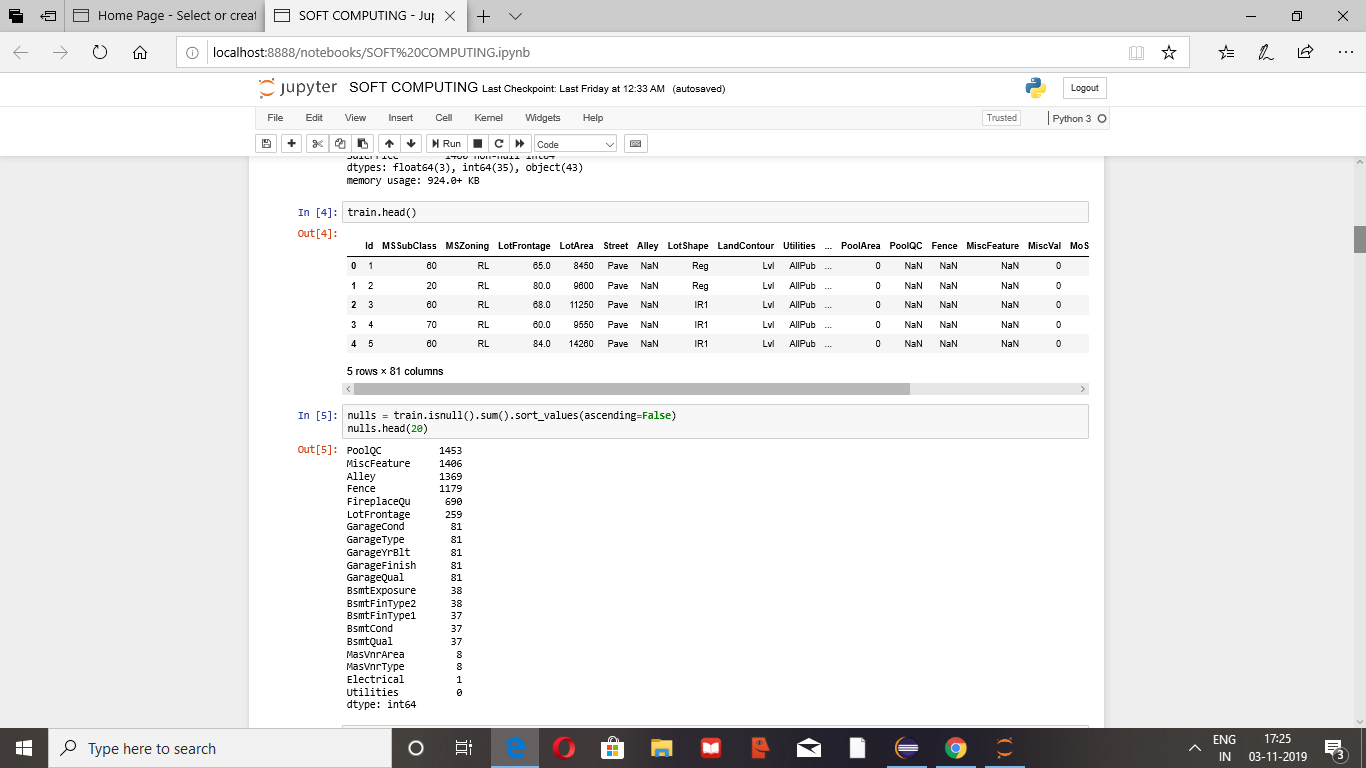 Home Page - Select or creat
SOFT COMPUTING - Jup
localhost:8888/notebooks/SOFT%20COMPUTING.ipynb
jupyter SOFT COMPUTING Last Checkpoint: Last Friday at 12:33 AM (autosaved)
Logout
File Edit View Insert Cell Kernel Widgets Help
Trusted Python 3
Run Code
SalePrice 1460 non-null int64
dtypes: float64(3), int64(35), object(43)
memory usage: 924.0+ KB
In [4]: train.head()
Out[4]:
Id MSSubClass MSZoning LotFrontage LotArea Street Alley LotShape LandContour Utilities ... PoolArea PoolQC Fence MiscFeature MiscVal MoS
0 1 60 RL 65.0 8450 Pave NaN Reg Lvl AllPub ... 0 NaN NaN NaN 0
1 2 20 RL 80.0 9600 Pave NaN Reg Lvl AllPub ... 0 NaN NaN NaN 0
2 3 60 RL 68.0 11250 Pave NaN IR1 Lvl AllPub ... 0 NaN NaN NaN 0
3 4 70 RL 60.0 9550 Pave NaN IR1 Lvl AllPub ... 0 NaN NaN NaN 0
4 5 60 RL 84.0 14260 Pave NaN IR1 Lvl AllPub ... 0 NaN NaN NaN 0
5 rows × 81 columns
In [5]: nulls = train.isnull().sum().sort_values(ascending=False)
nulls.head(20)
Out[5]: PoolQC 1453
MiscFeature 1406
Alley 1369
Fence 1179
FireplaceQu 690
LotFrontage 259
GarageCond 81
GarageType 81
GarageYrBlt 81
GarageFinish 81
GarageQual 81
BsmtExposure 38
BsmtFinType2 38
BsmtFinType1 37
BsmtCond 37
BsmtQual 37
MasVnrArea 8
MasVnrType 8
Electrical 1
Utilities 0
dtype: int64
Type here to search
ENG 17:25
IN 03-11-2019
3